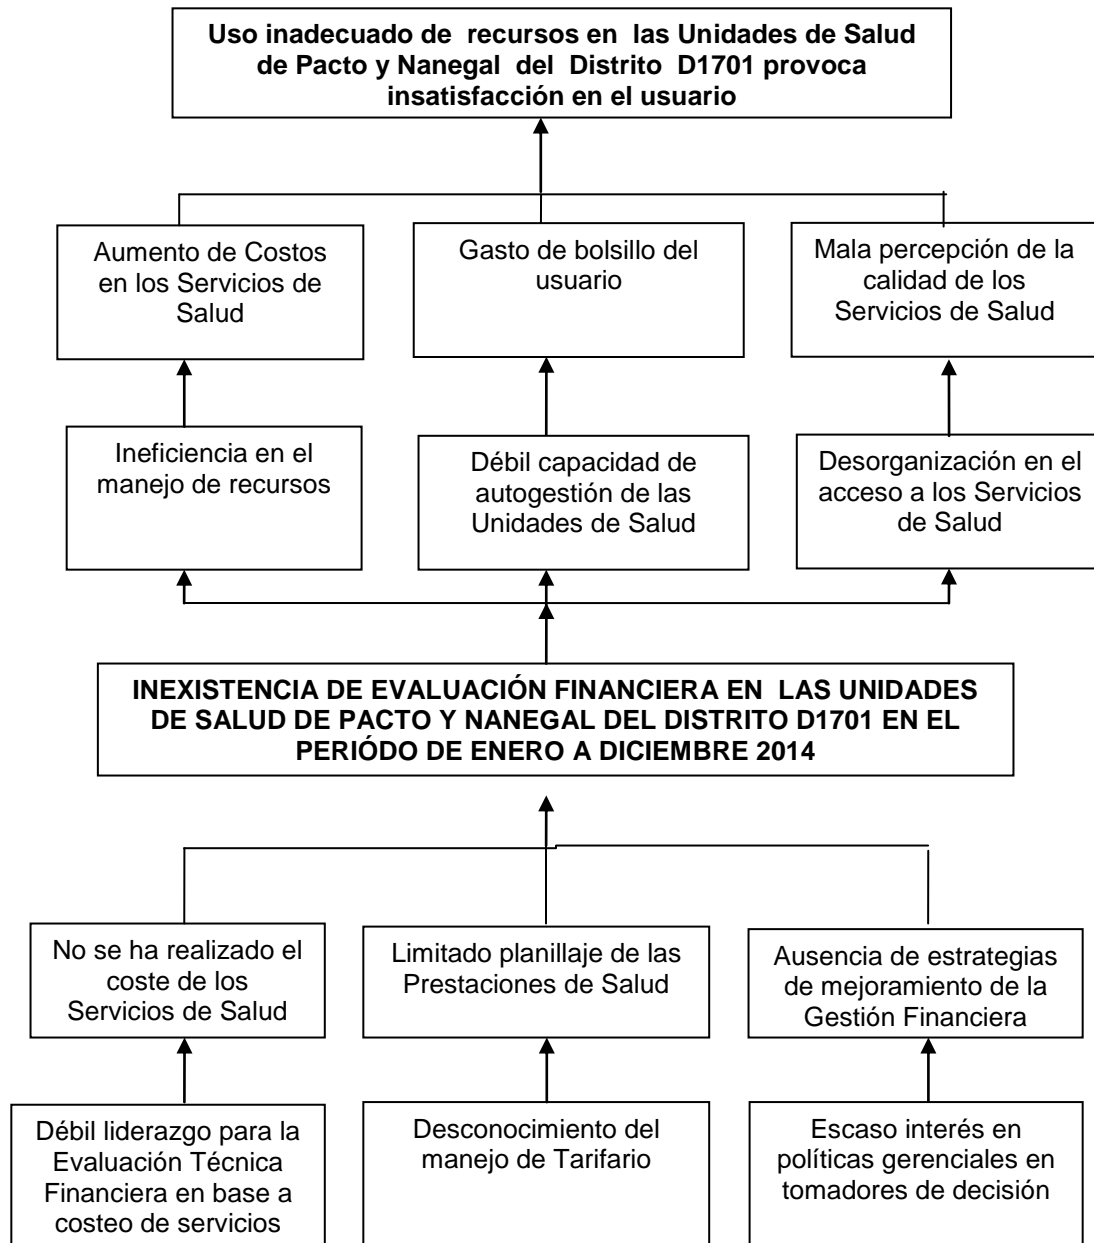 Uso inadecuado de recursos en las Unidades de Salud
de Pacto y Nanegal del Distrito D1701 provoca
insatisfacción en el usuario
Aumento de Costos
en los Servicios de
Salud
Gasto de bolsillo del
usuario
Mala percepción de la
calidad de los
Servicios de Salud
Ineficiencia en el
manejo de recursos
Débil capacidad de
autogestión de las
Unidades de Salud
Desorganización en el
acceso a los Servicios
de Salud
INEXISTENCIA DE EVALUACIÓN FINANCIERA EN LAS UNIDADES
DE SALUD DE PACTO Y NANEGAL DEL DISTRITO D1701 EN EL
PERIÓDO DE ENERO A DICIEMBRE 2014
No se ha realizado el
coste de los
Servicios de Salud
Limitado planillaje de las
Prestaciones de Salud
Ausencia de estrategias
de mejoramiento de la
Gestión Financiera
Débil liderazgo para la
Evaluación Técnica
Financiera en base a
costeo de servicios
Desconocimiento del
manejo de Tarifario
Escaso interés en
políticas gerenciales en
tomadores de decisión